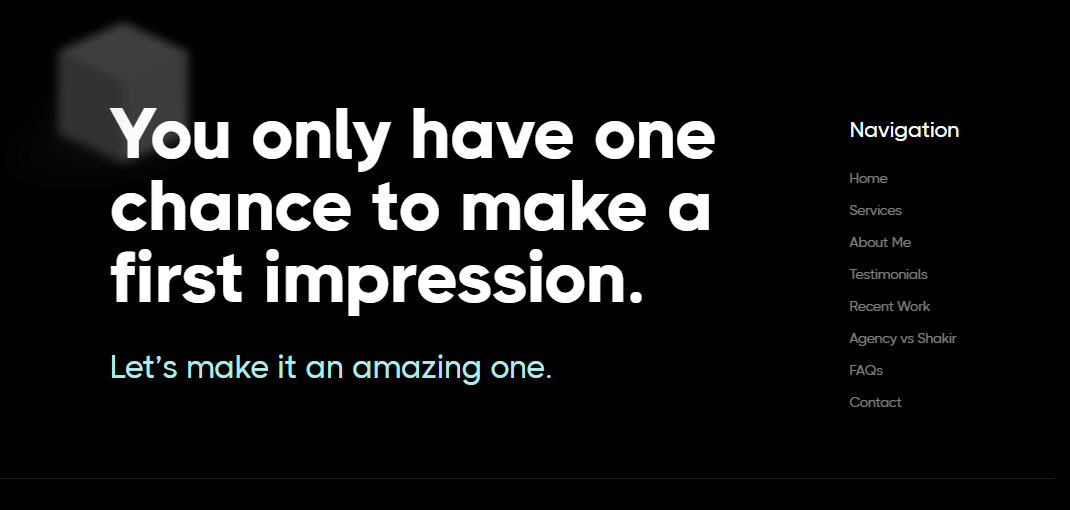 You only have one
chance to make a
first impression.
Let’s make it an amazing one.
Navigation
Home
Services
About Me
Testimonials
Recent Work
Agency vs Shakir
FAQs
Contact